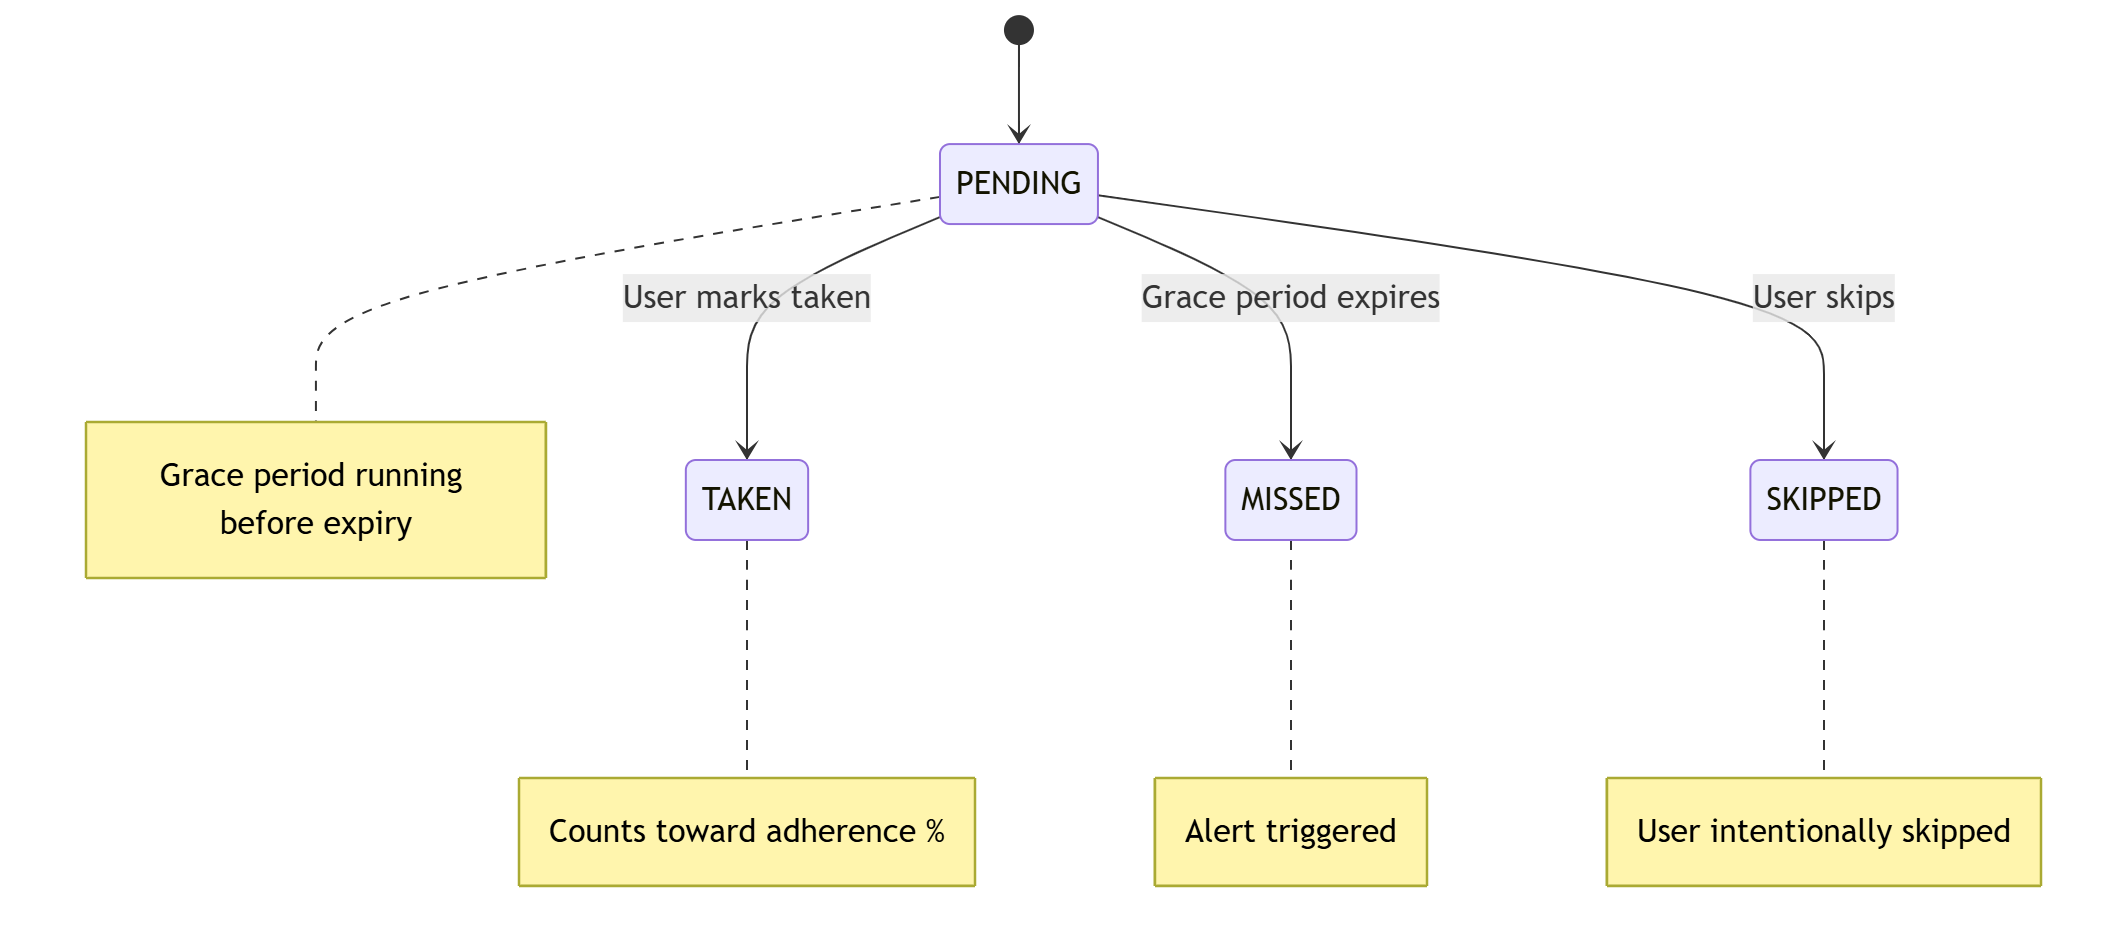 PENDING
User marks taken
Grace period expires
User skips
Grace period running
before expiry
TAKEN
MISSED
SKIPPED
Counts toward adherence %
Alert triggered
User intentionally skipped